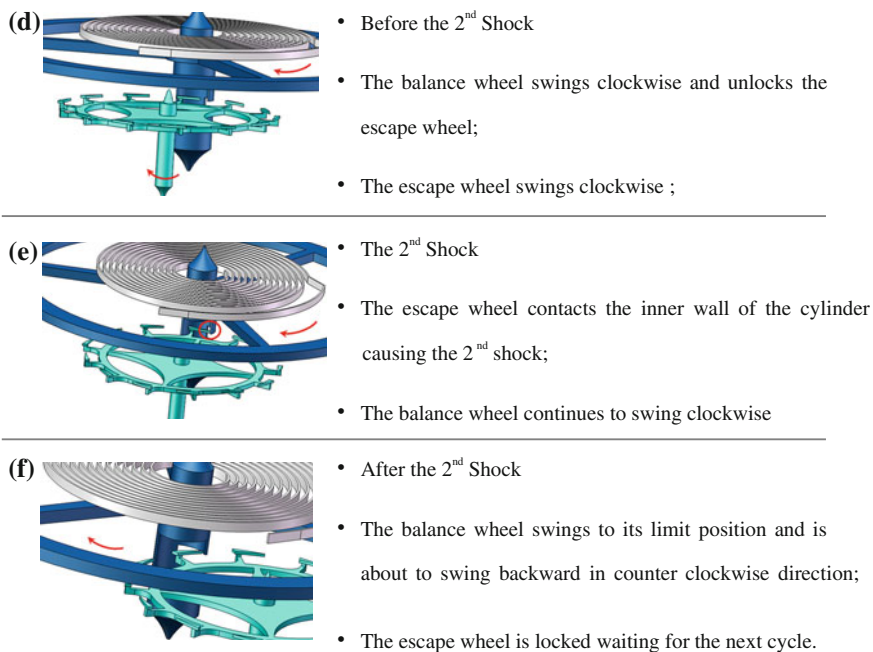 (d)
• Before the 2nd Shock
• The balance wheel swings clockwise and unlocks the
escape wheel;
• The escape wheel swings clockwise ;
(e)
• The 2nd Shock
• The escape wheel contacts the inner wall of the cylinder
causing the 2nd shock;
• The balance wheel continues to swing clockwise
(f)
• After the 2nd Shock
• The balance wheel swings to its limit position and is
about to swing backward in counter clockwise direction;
• The escape wheel is locked waiting for the next cycle.